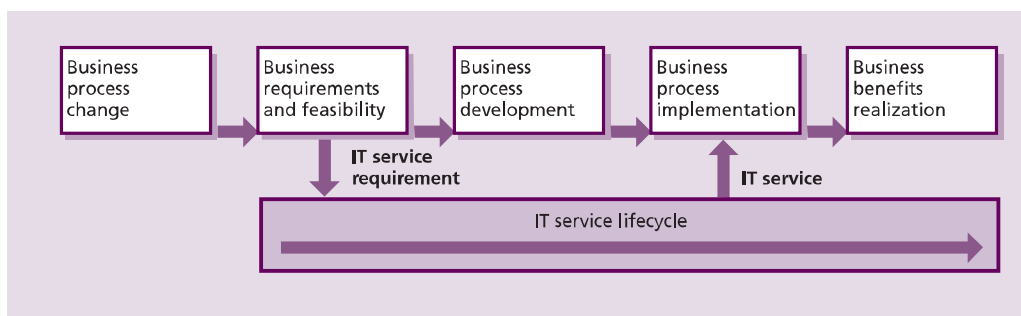 Business
process
change
Business
requirements
and feasibility
Business
process
development
Business
process
implementation
Business
benefits
realization
IT service
requirement
IT service
IT service lifecycle